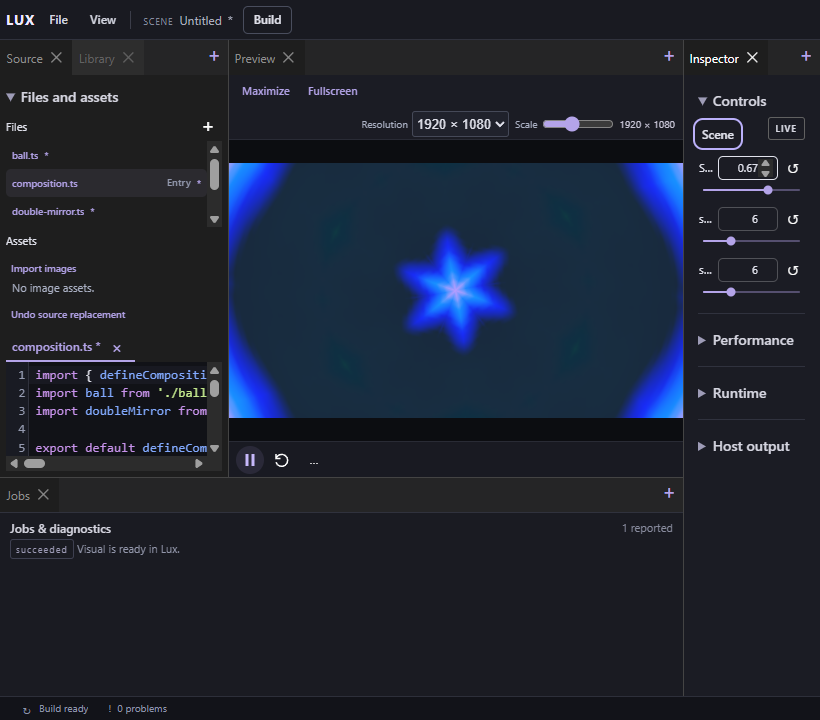 LUX File View SCENE Untitled * Build
Source Library +
Files and assets
Files +
ball.ts *
composition.ts Entry *
double-mirror.ts *
Assets
Import images
No image assets.
Undo source replacement
composition.ts * ×
1 import { defineCompositi
2 import ball from './ball
3 import doubleMirror from
4
5 export default defineCom
Preview +
Maximize Fullscreen
Resolution 1920 × 1080 Scale 1920 × 1080
...
Jobs +
Jobs & diagnostics 1 reported
succeeded Visual is ready in Lux.
Inspector +
Controls
Scene LIVE
S... 0.67
s... 6
s... 6
Performance
Runtime
Host output
Build ready ! 0 problems